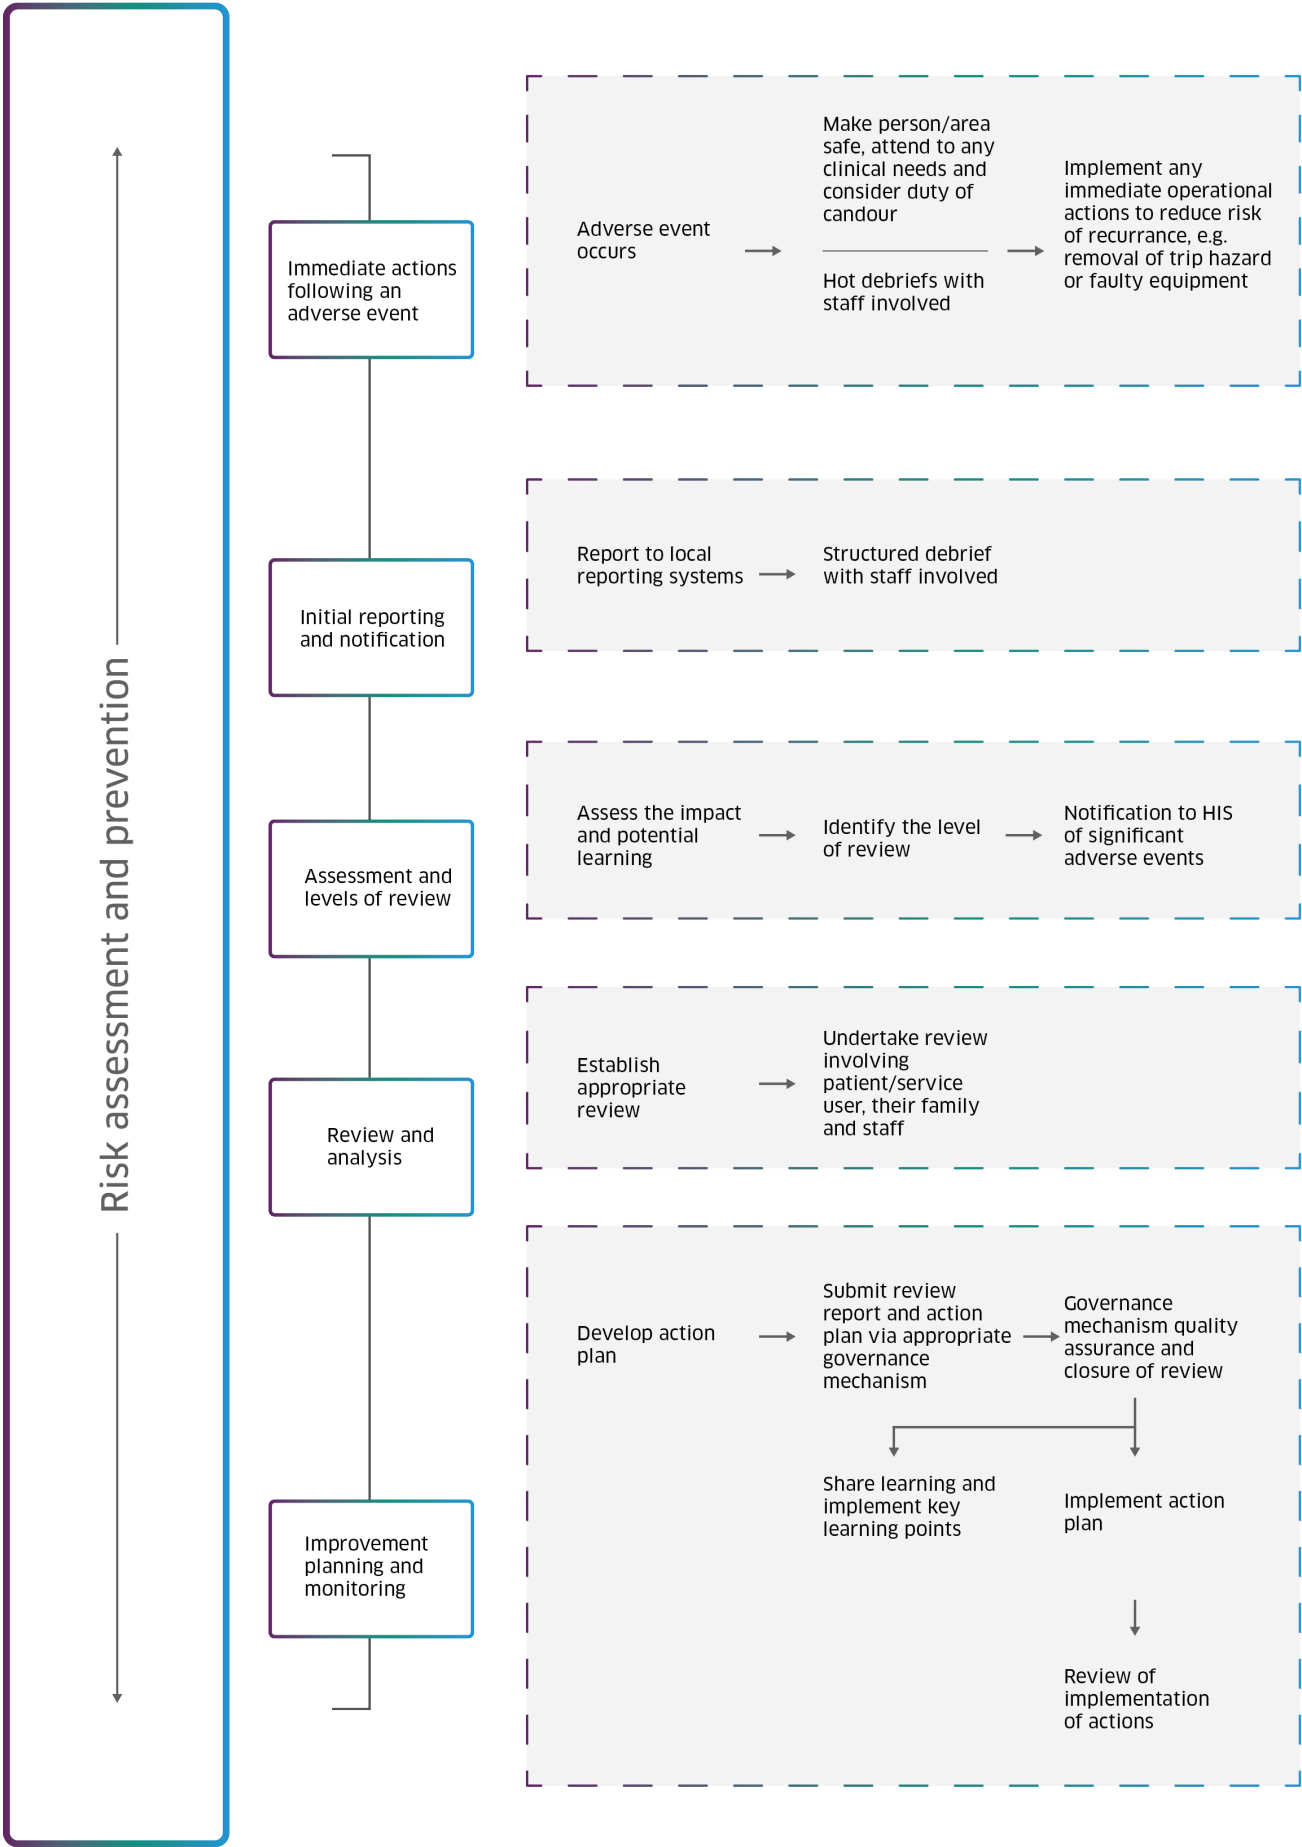 Risk assessment and prevention
Immediate actions
following an
adverse event
Adverse event
occurs
Make person/area
safe, attend to any
clinical needs and
consider duty of
candour
Hot debriefs with
staff involved
Implement any
immediate operational
actions to reduce risk
of recurrance, e.g.
removal of trip hazard
or faulty equipment
Initial reporting
and notification
Report to local
reporting systems
Structured debrief
with staff involved
Assessment and
levels of review
Assess the impact
and potential
learning
Identify the level
of review
Notification to HIS
of significant
adverse events
Review and
analysis
Establish
appropriate
review
Undertake review
involving
patient/service
user, their family
and staff
Improvement
planning and
monitoring
Develop action
plan
Submit review
report and action
plan via appropriate
governance
mechanism
Governance
mechanism quality
assurance and
closure of review
Share learning and
implement key
learning points
Implement action
plan
Review of
implementation
of actions